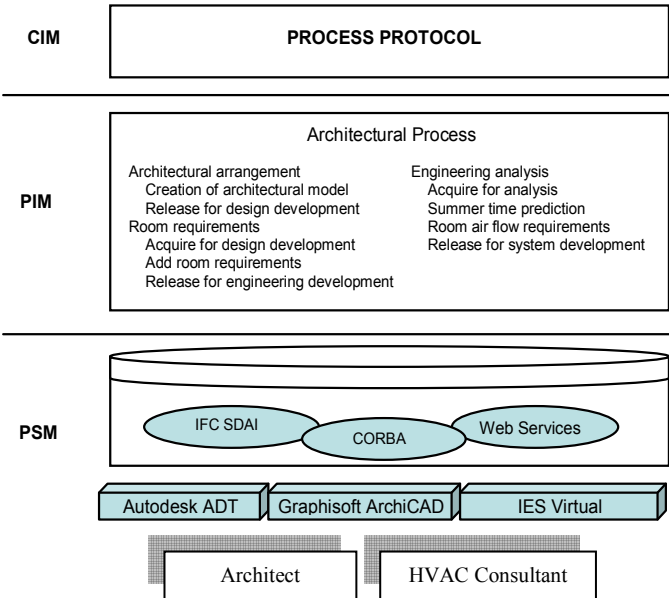 CIM
PROCESS PROTOCOL
PIM
Architectural Process
Architectural arrangement
Creation of architectural model
Release for design development
Room requirements
Acquire for design development
Add room requirements
Release for engineering development
Engineering analysis
Acquire for analysis
Summer time prediction
Room air flow requirements
Release for system development
PSM
IFC SDAI
CORBA
Web Services
Autodesk ADT
Graphisoft ArchiCAD
IES Virtual
Architect
HVAC Consultant